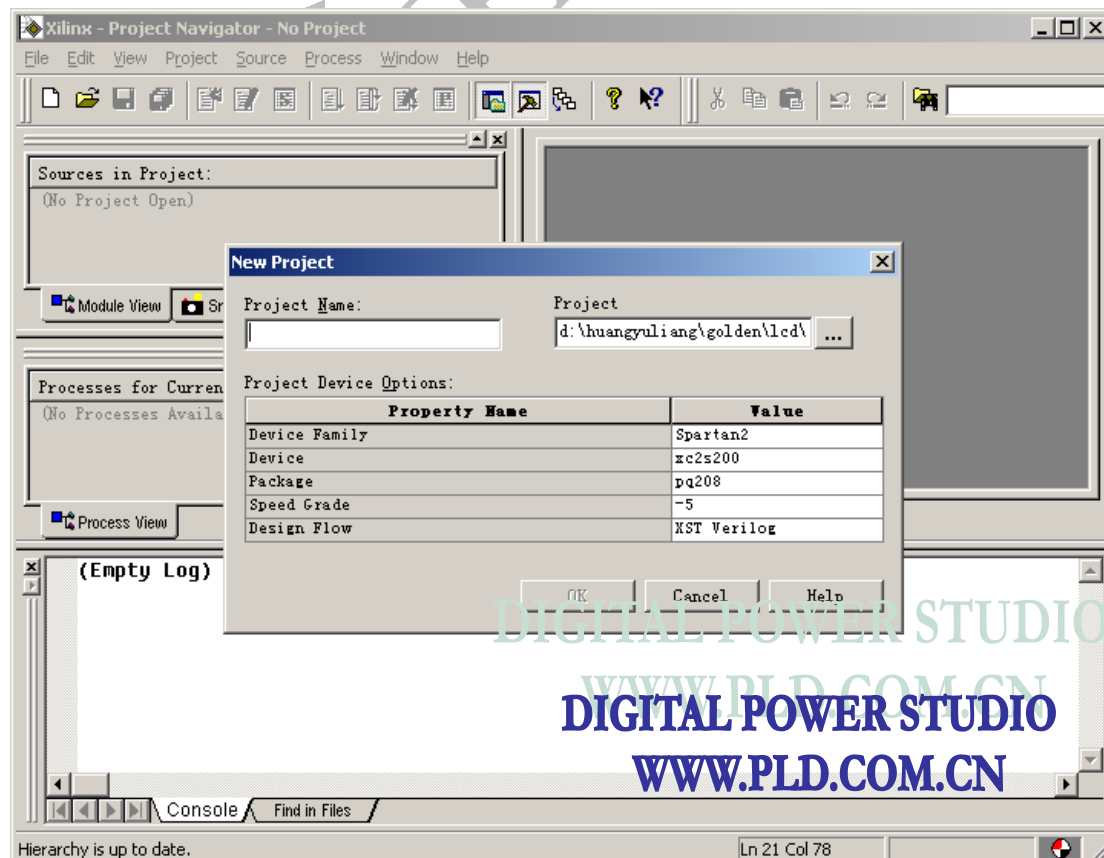 Xilinx - Project Navigator - No Project
File Edit View Project Source Process Window Help
Sources in Project:
(No Project Open)
Module View
New Project
Project Name:
Project
d:\huangyuliang\golden\lcd\
...
Project Device Options:
Property Name Value
Device Family Spartan2
Device xc2s200
Package pq208
Speed Grade -5
Design Flow XST Verilog
OK Cancel Help
Processes for Curren
(No Processes Availa
Process View
(Empty Log)
DIGITAL POWER STUDIO
WWW.PLD.COM.CN
DIGITAL POWER STUDIO
WWW.PLD.COM.CN
Console Find in Files
Hierarchy is up to date. Ln 21 Col 78